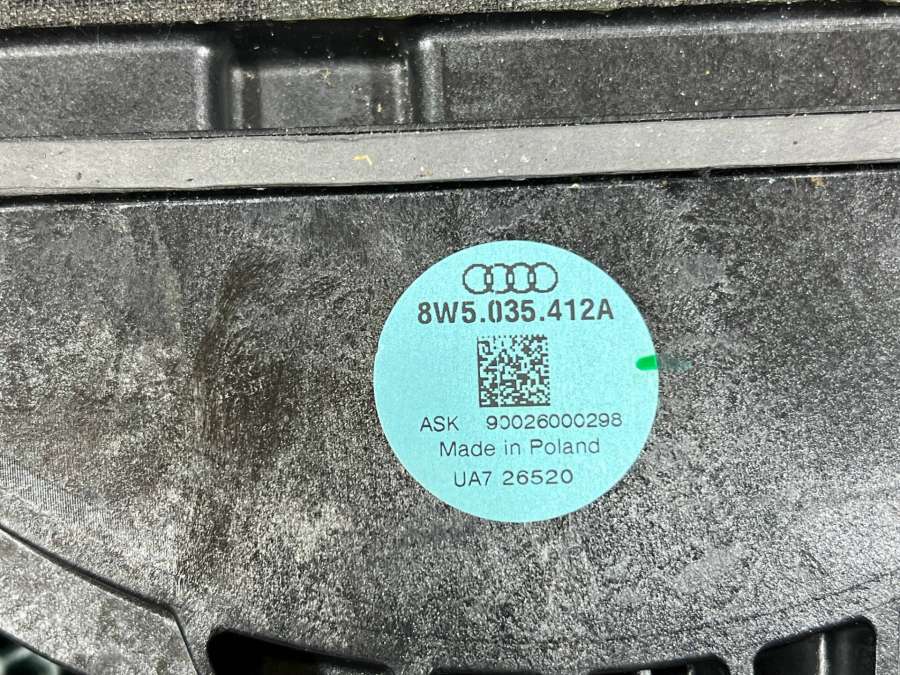 8W5.035.412A
ASK 90026000298
Made in Poland
UA7 26520